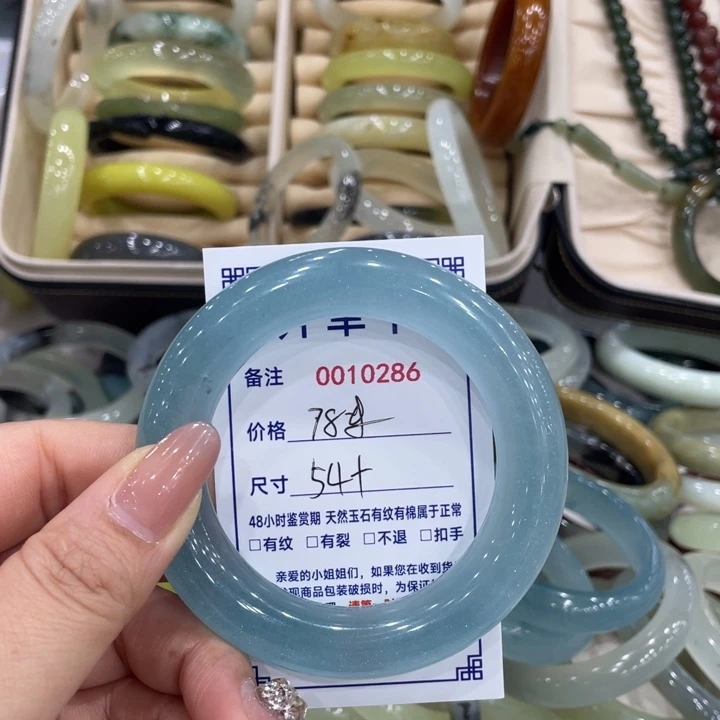 备注 0010286
价格 78
尺寸 54+
48小时鉴赏期 天然玉石有纹有棉属于正常
□有纹 □有裂 □不退 □扣手
亲爱的小姐姐们，如果您在收到货
现商品包装破损时，为保证